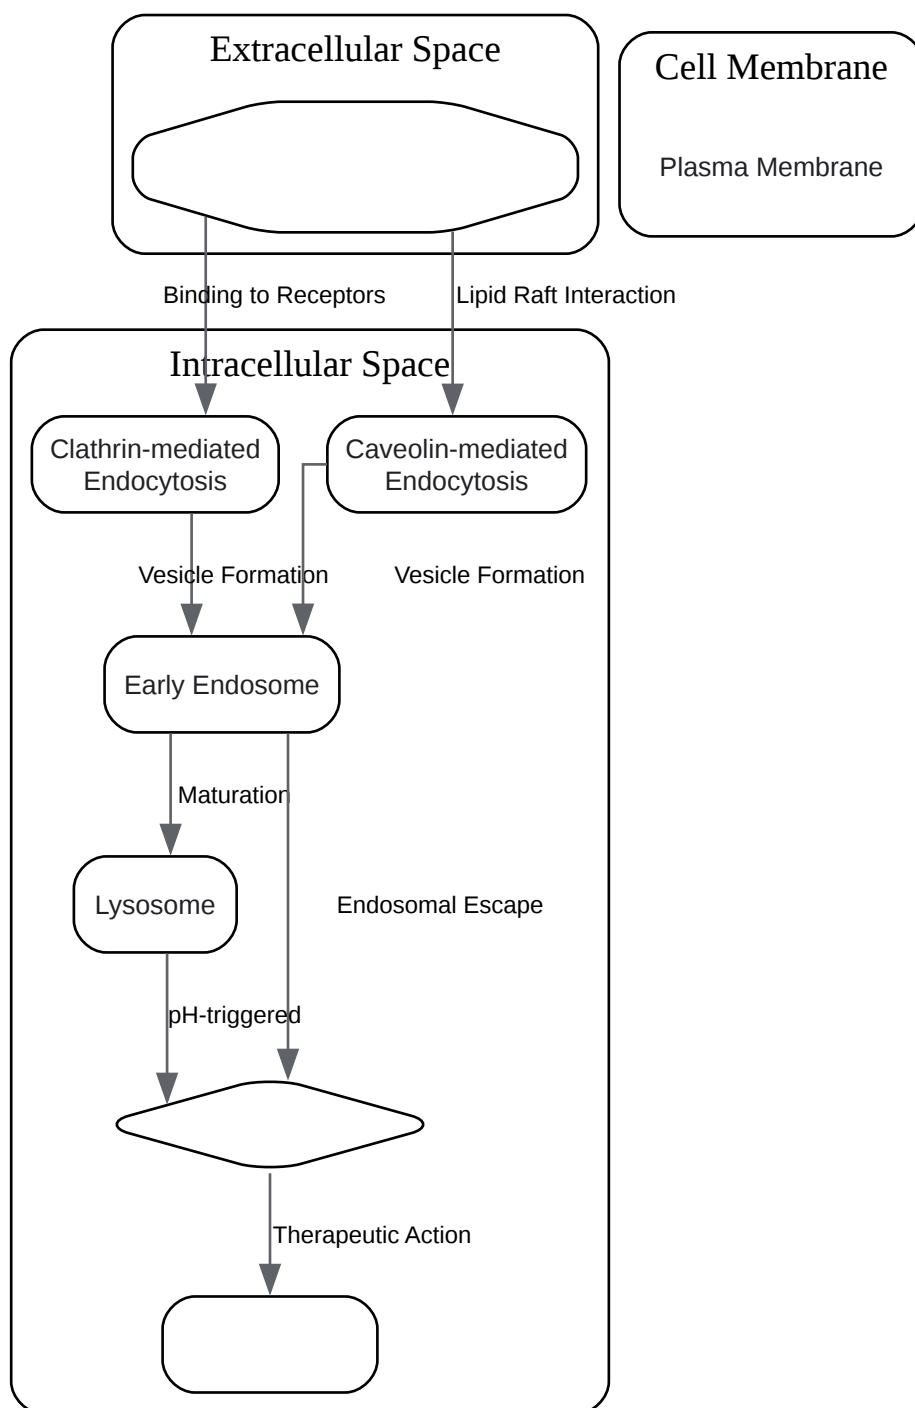 Extracellular Space
Cell Membrane
Plasma Membrane
Binding to Receptors
Lipid Raft Interaction
Intracellular Space
Clathrin-mediated
Endocytosis
Caveolin-mediated
Endocytosis
Vesicle Formation
Vesicle Formation
Early Endosome
Maturation
Lysosome
Endosomal Escape
pH-triggered
Therapeutic Action